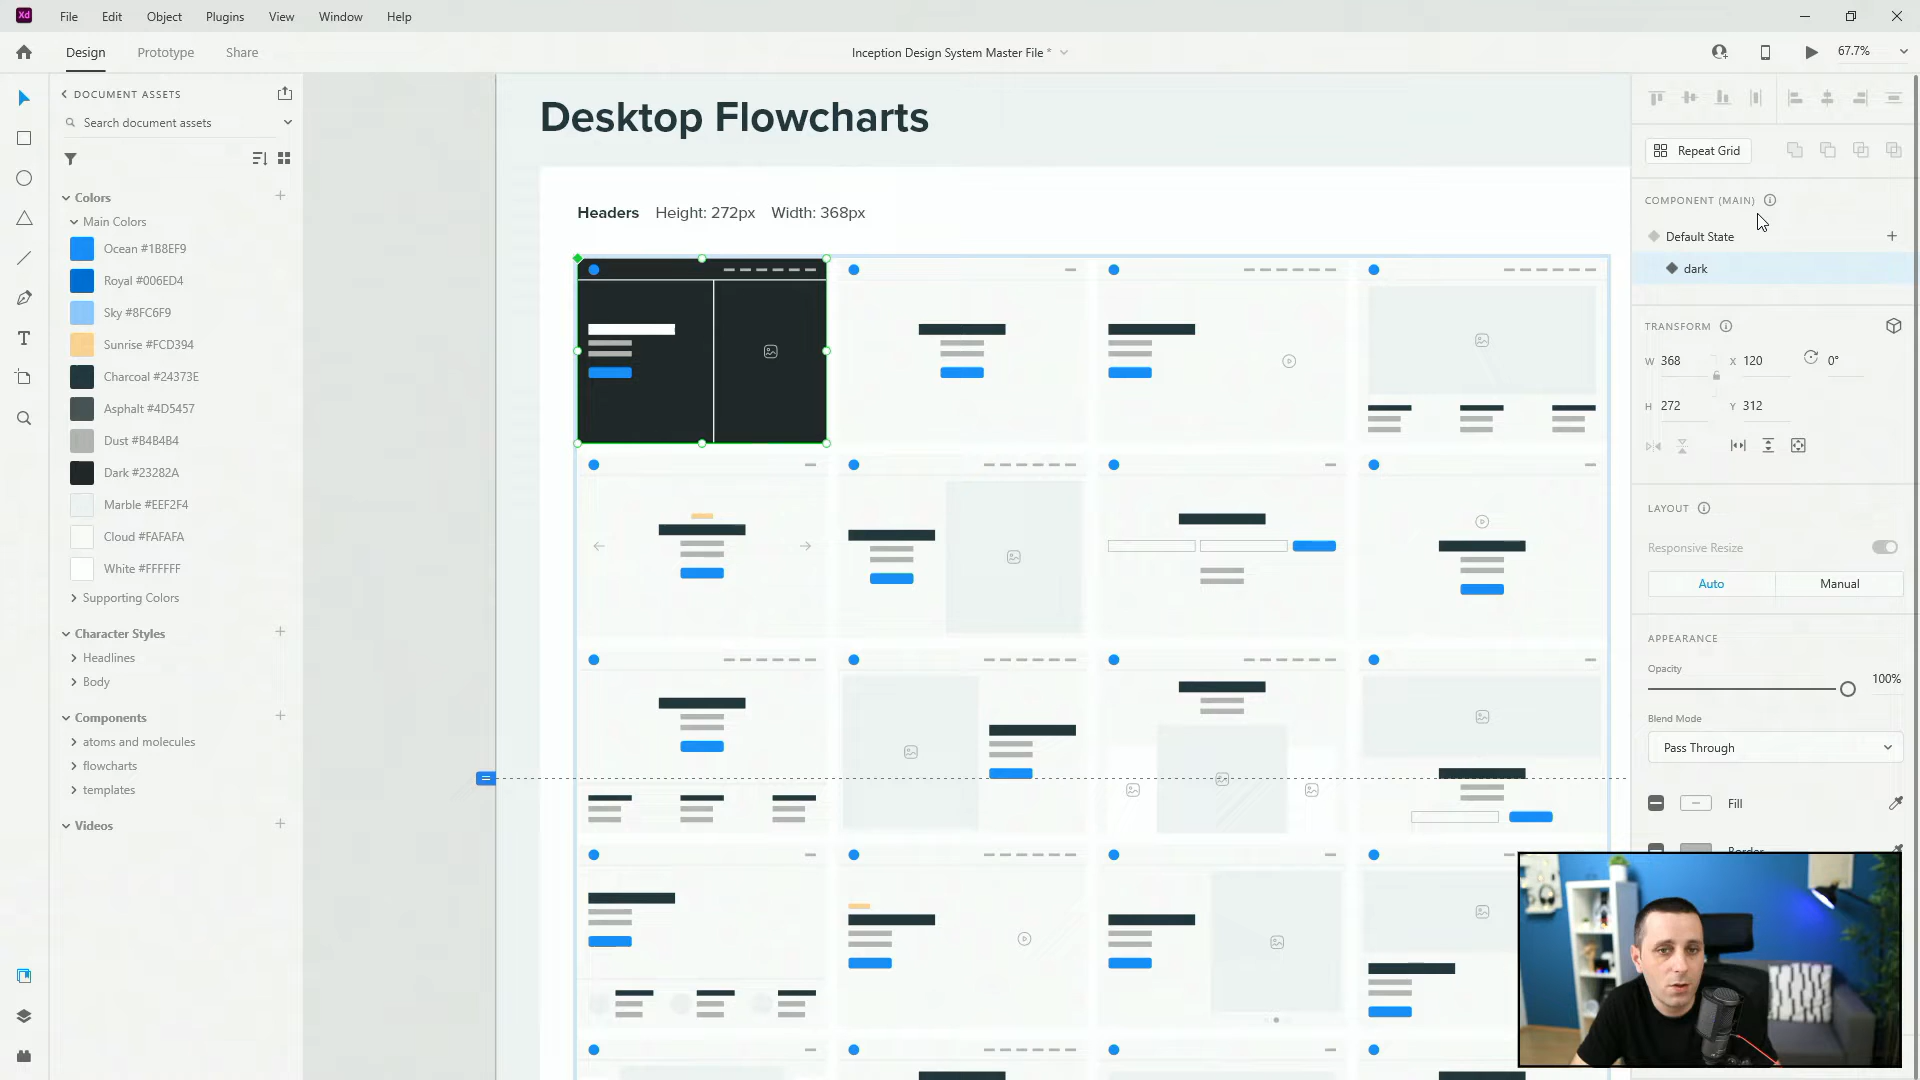 Xd File Edit Object Plugins View Window Help
Design Prototype Share
Inception Design System Master File *
67.7%
DOCUMENT ASSETS
Search document assets
Colors
Main Colors
Ocean #1B8EF9
Royal #006ED4
Sky #8FC6F9
Sunrise #FCD394
Charcoal #24373E
Asphalt #4D5457
Dust #B4B4B4
Dark #23282A
Marble #EEF2F4
Cloud #FAFAFA
White #FFFFFF
Supporting Colors
Character Styles
Headlines
Body
Components
atoms and molecules
flowcharts
templates
Videos
Desktop Flowcharts
Headers Height: 272px Width: 368px
Repeat Grid
COMPONENT (MAIN)
Default State
dark
TRANSFORM
W 368 X 120 0°
H 272 Y 312
LAYOUT
Responsive Resize
Auto Manual
APPEARANCE
Opacity
100%
Blend Mode
Pass Through
Fill
Border